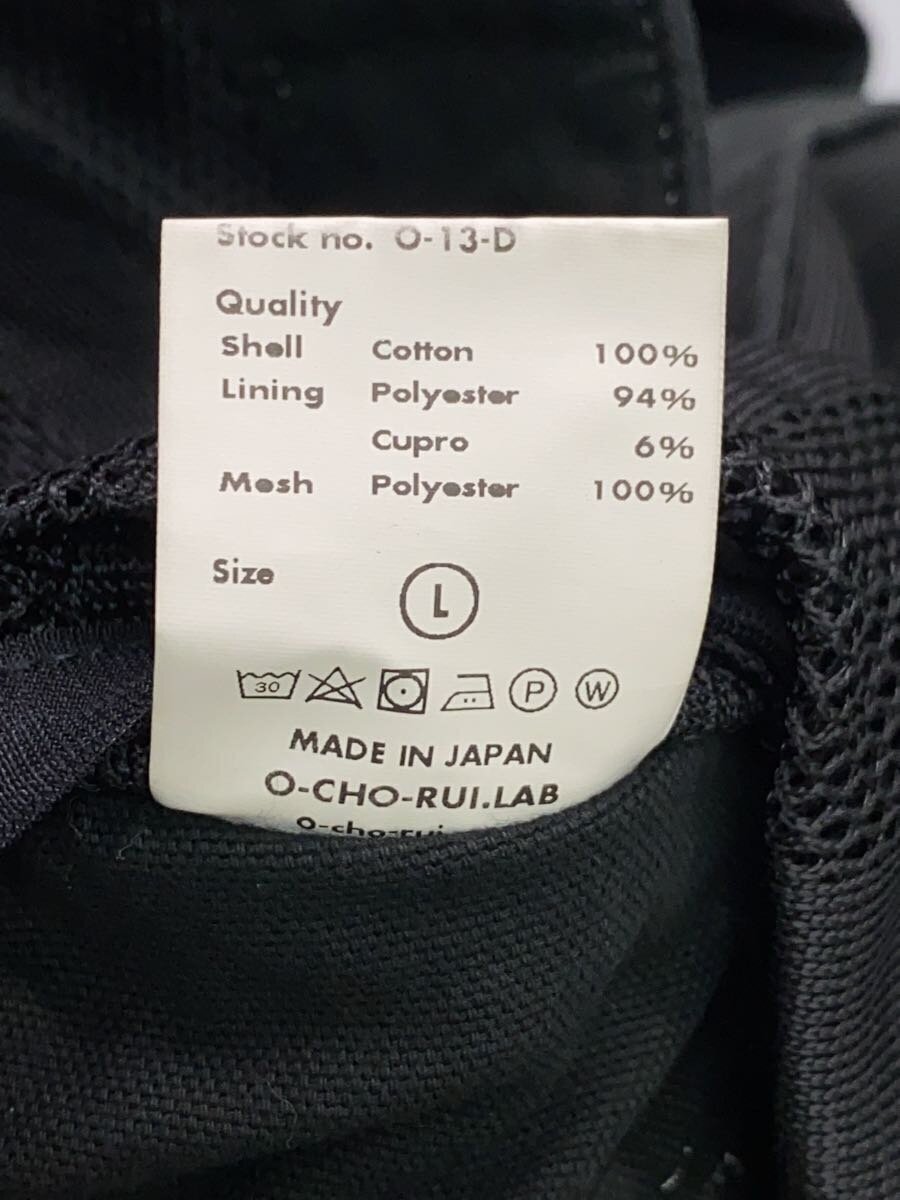 Stock no. O-13-D
Quality
Shell Cotton 100%
Lining Polyester 94%
Cupro 6%
Mesh Polyester 100%
Size L
30 P W
MADE IN JAPAN
O-CHO-RUI.LAB